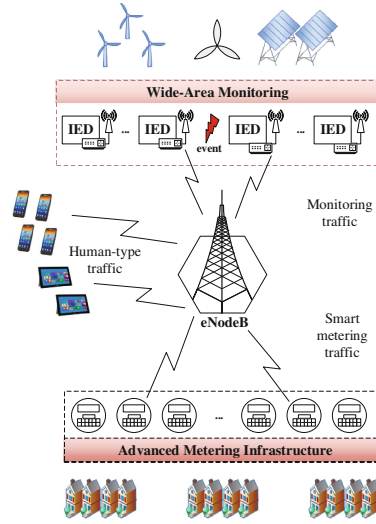 Wide-Area Monitoring
IED
...
IED
event
IED
...
IED
Monitoring
traffic
Human-type
traffic
eNodeB
Smart
metering
traffic
...
Advanced Metering Infrastructure